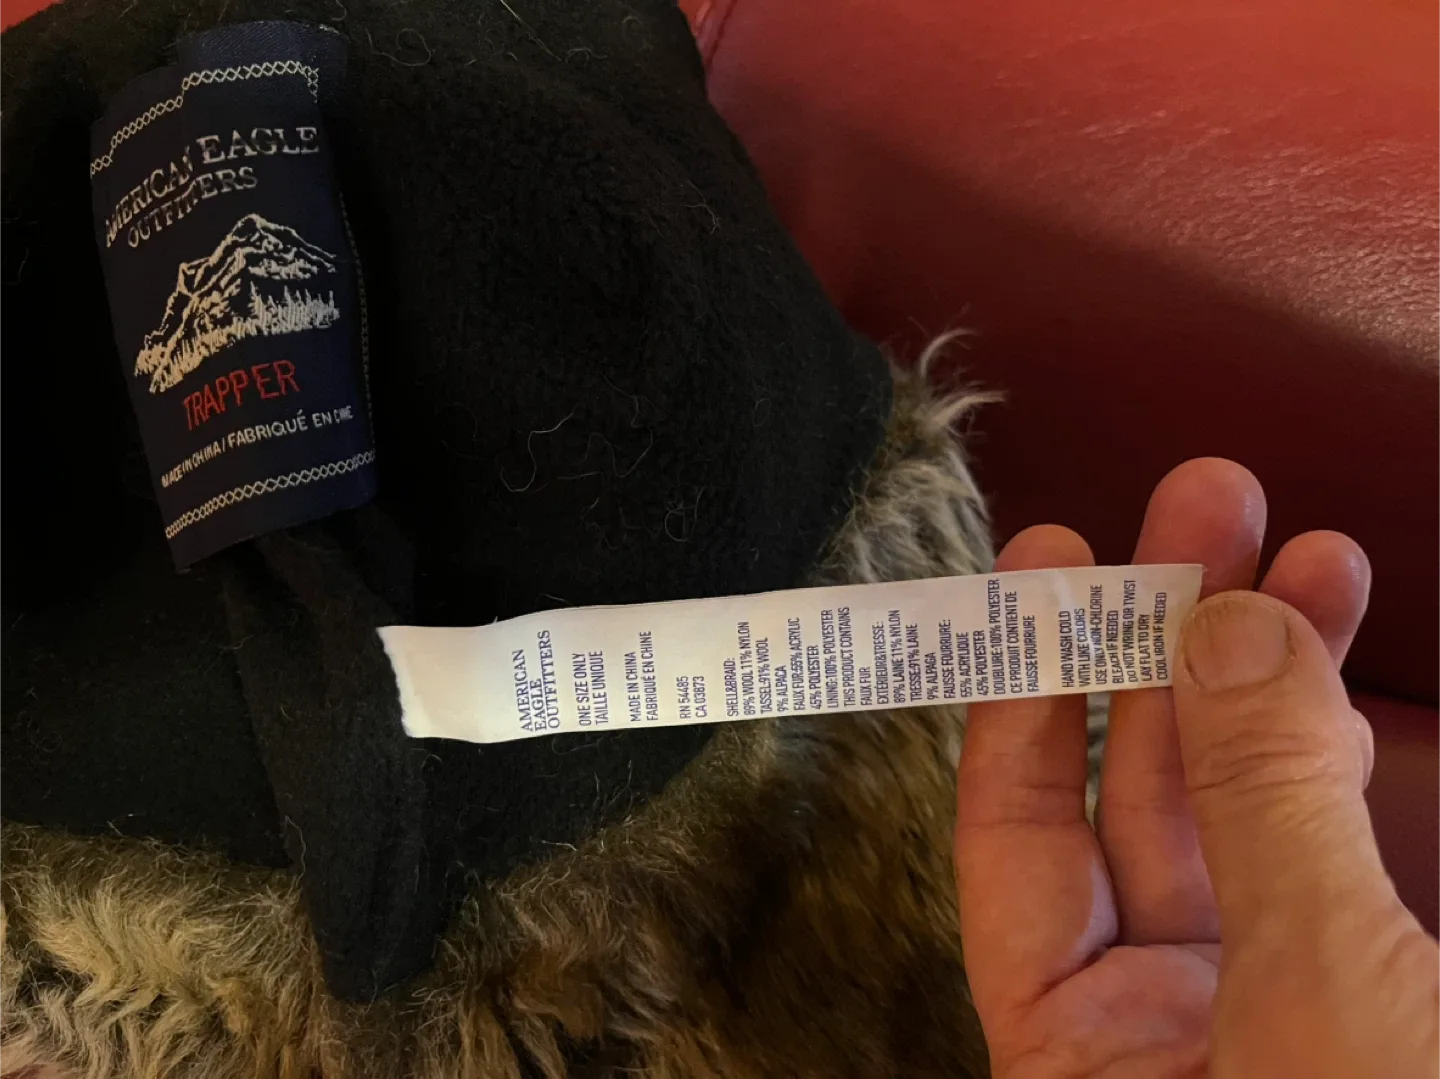 AMERICAN EAGLE
OUTFITTERS
TRAPPER
MADE IN CHINA / FABRIQUÉ EN CHINE
AMERICAN
EAGLE
OUTFITTERS
ONE SIZE ONLY
TAILLE UNIQUE
MADE IN CHINA
FABRIQUÉ EN CHINE
RN 54485
CA 03873
SHELL&BRAID:
89% WOOL 11% NYLON
TASSEL:91% WOOL
9% ALPACA
FAUX FUR:55% ACRYLIC
45% POLYESTER
LINING:100% POLYESTER
THIS PRODUCT CONTAINS
FAUX FUR
EXTÉRIEUR&TRESSE:
89% LAINE 11% NYLON
TRESSE:91% LAINE
9% ALPAGA
FAUSSE FOURRURE:
55% ACRYLIQUE
45% POLYESTER
DOUBLURE:100% POLYESTER
CE PRODUIT CONTIENT DE
FAUSSE FOURRURE
HAND WASH COLD
WITH LIKE COLORS
USE ONLY NON-CHLORINE
BLEACH IF NEEDED
DO NOT WRING OR TWIST
LAY FLAT TO DRY
COOL IRON IF NEEDED